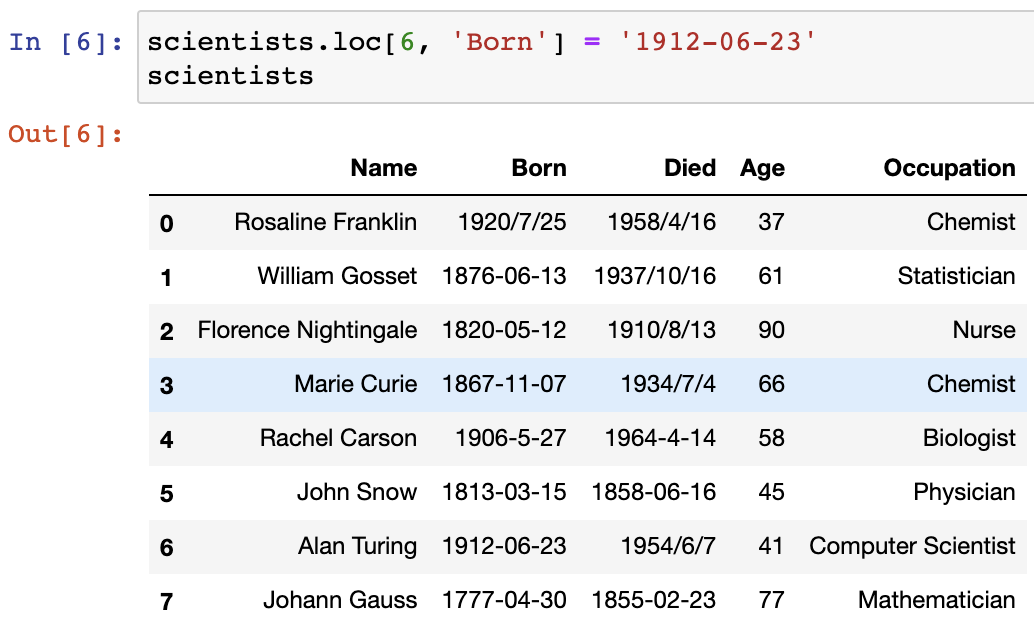 In [6]: scientists.loc[6, 'Born'] = '1912-06-23'
scientists
Out[6]:
Name Born Died Age Occupation
0 Rosaline Franklin 1920/7/25 1958/4/16 37 Chemist
1 William Gosset 1876-06-13 1937/10/16 61 Statistician
2 Florence Nightingale 1820-05-12 1910/8/13 90 Nurse
3 Marie Curie 1867-11-07 1934/7/4 66 Chemist
4 Rachel Carson 1906-5-27 1964-4-14 58 Biologist
5 John Snow 1813-03-15 1858-06-16 45 Physician
6 Alan Turing 1912-06-23 1954/6/7 41 Computer Scientist
7 Johann Gauss 1777-04-30 1855-02-23 77 Mathematician